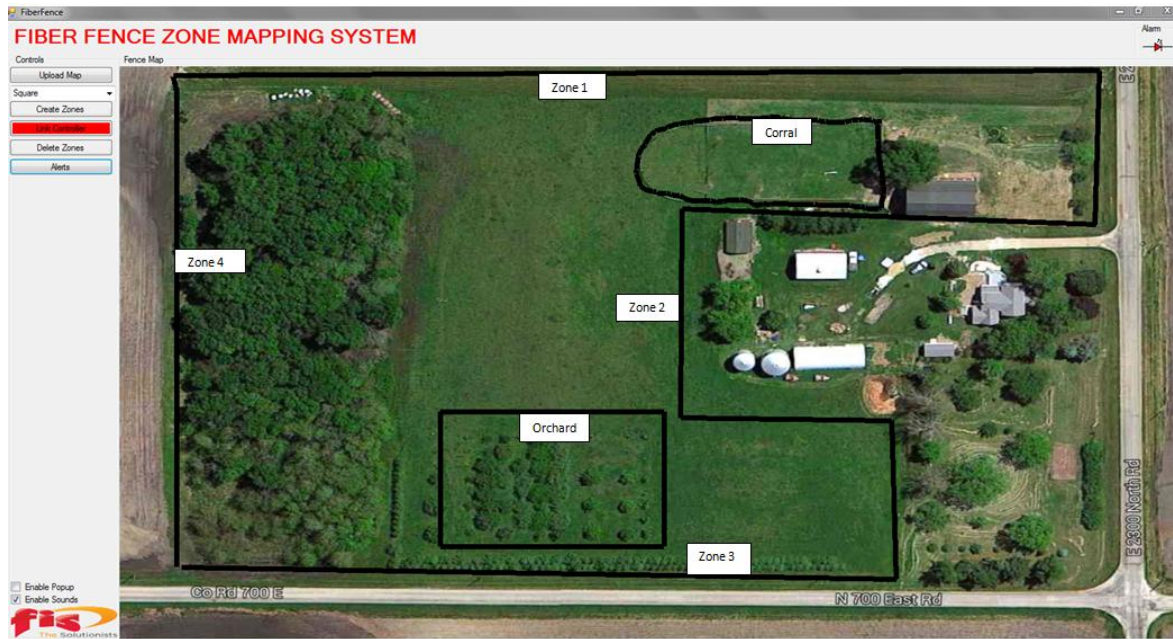 FiberFence
FIBER FENCE ZONE MAPPING SYSTEM
Alarm
Controls
Fence Map
Upload Map
Square
Create Zones
Link Controller
Delete Zones
Alerts
Zone 1
Corral
Zone 4
Zone 2
Orchard
Zone 3
E 2300 North Rd
Co Rd 700 E
N 700 East Rd
Enable Popup
Enable Sounds
fis
The Solutionists